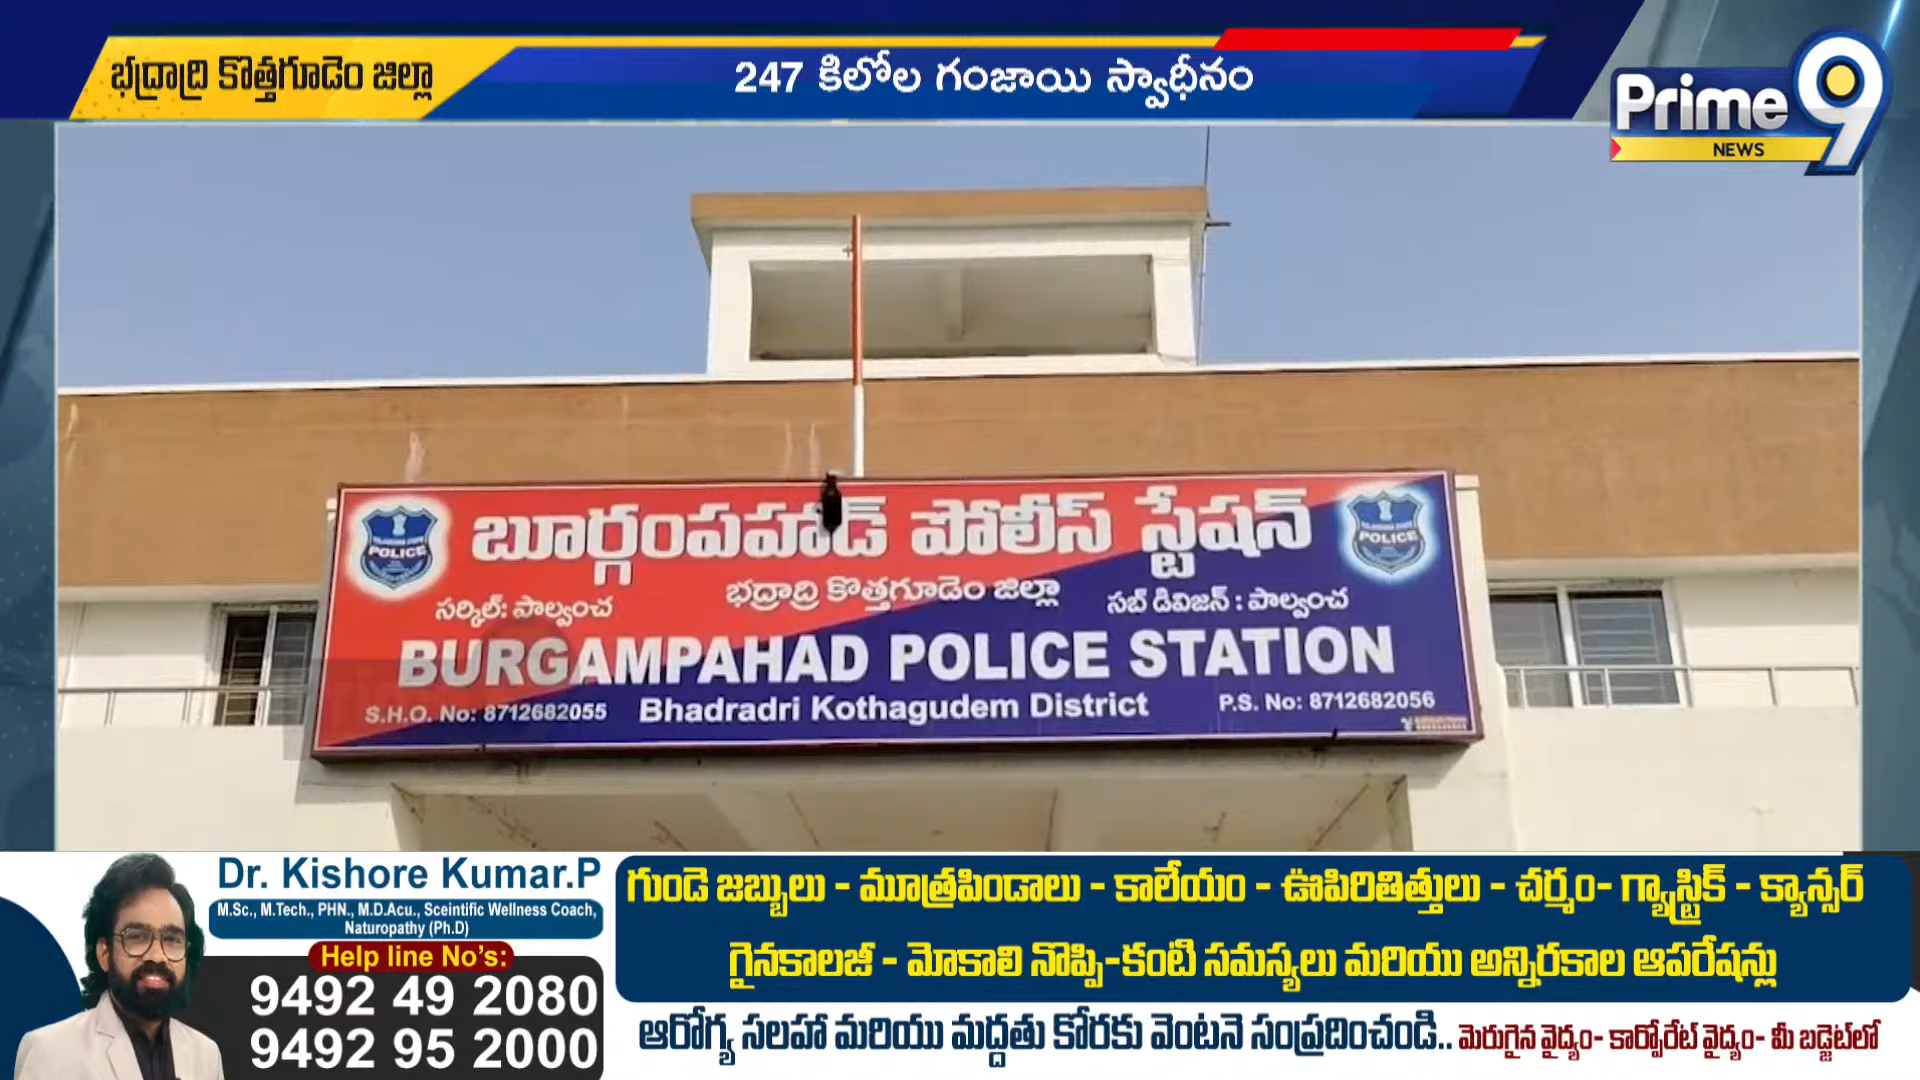 భద్రాద్రి కొత్తగూడెం జిల్లా
247 కిలోల గంజాయి స్వాధీనం
Prime9
NEWS
బూర్గంపహాడ్ పోలీస్ స్టేషన్
POLICE
POLICE
భద్రాద్రి కొత్తగూడెం జిల్లా
సర్కిల్: పాల్వంచ
సబ్ డివిజన్ : పాల్వంచ
BURGAMPAHAD POLICE STATION
S.H.O. No: 8712682055
Bhadradri Kothagudem District
P.S. No: 8712682056
Dr. Kishore Kumar.P
M.Sc., M.Tech., PHN., M.D.Acu., Sceintific Wellness Coach,
Naturopathy (Ph.D)
Help line No's:
9492 49 2080
9492 95 2000
గుండె జబ్బులు - మూత్రపిండాలు - కాలేయం - ఊపిరితిత్తులు - చర్మం- గ్యాస్ట్రిక్ - క్యాన్సర్
గైనకాలజీ - మోకాలి నొప్పి-కంటి సమస్యలు మరియు అన్నిరకాల ఆపరేషన్లు
ఆరోగ్య సలహా మరియు మద్దతు కోరకు వెంటనె సంప్రదించండి.. మెరుగైన వైద్యం- కార్పోరేట్ వైద్యం- మీ బడ్జెట్‌లో